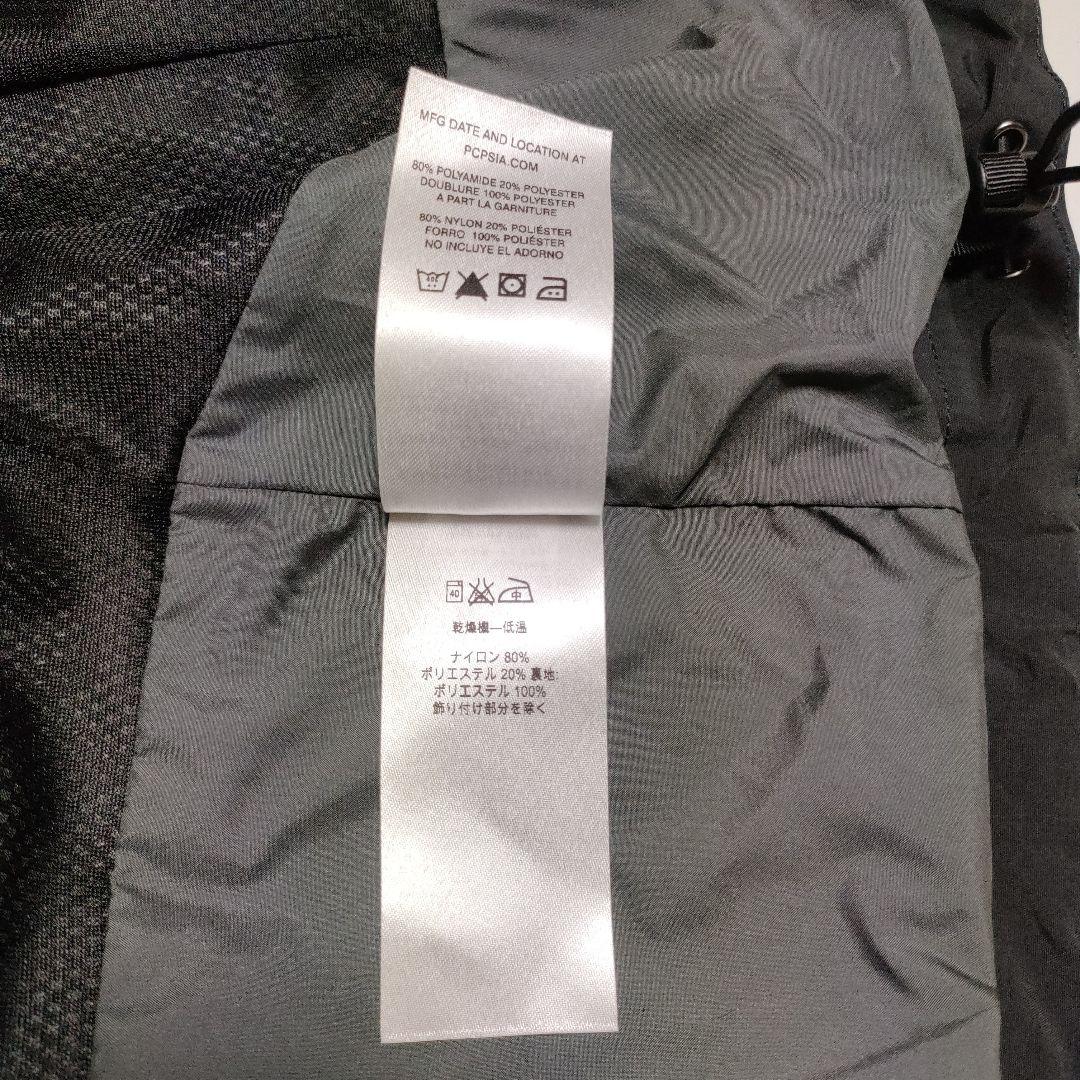 MFG DATE AND LOCATION AT
PCPSIA.COM
80% POLYAMIDE 20% POLYESTER
DOUBLURE 100% POLYESTER
A PART LA GARNITURE
80% NYLON 20% POLIÉSTER
FORRO 100% POLIÉSTER
NO INCLUYE EL ADORNO
40
40 中
乾燥機—低温
ナイロン 80%
ポリエステル 20% 裏地:
ポリエステル 100%
飾り付け部分を除く